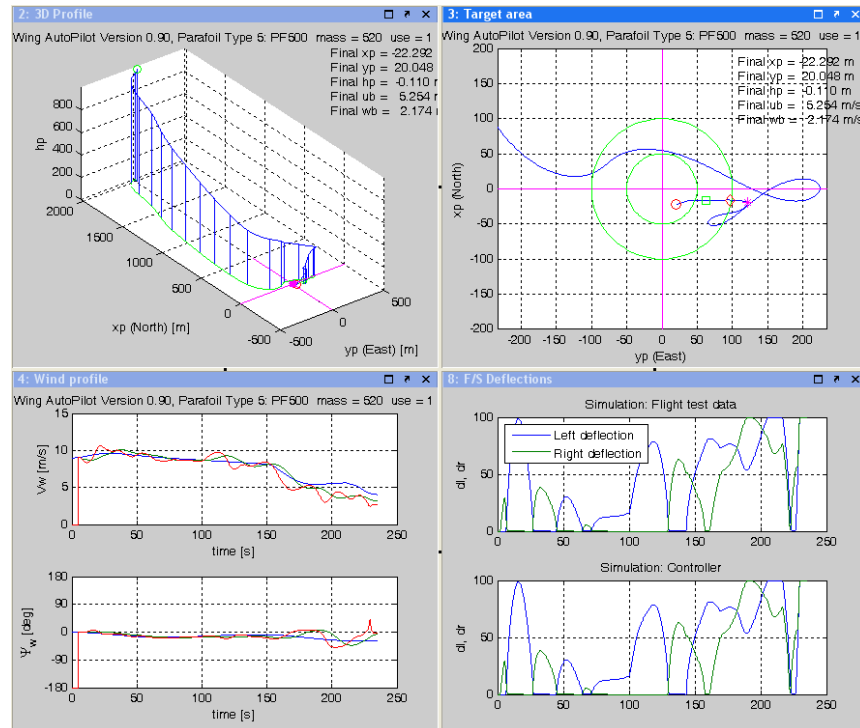 2: 3D Profile
Wing AutoPilot Version 0.90, Parafoil Type 5: PF500 mass = 520 use = 1
Final xp = -22.292 m
Final yp = 20.048 m
Final hp = -0.110 m
Final ub = 5.254 m
Final wb = 2.174 m
800
600
400
200
0
hp
2000
1500
1000
500
0
-500
xp (North) [m]
500
0
-500
yp (East) [m]
3: Target area
Wing AutoPilot Version 0.90, Parafoil Type 5: PF500 mass = 520 use = 1
Final xp = -22.292 m
Final yp = 20.048 m
Final hp = -0.110 m
Final ub = 5.254 m/s
Final wb = 2.174 m/s
200
150
100
50
0
-50
-100
-150
-200
xp (North)
-200 -150 -100 -50 0 50 100 150 200
yp (East)
4: Wind profile
Wing AutoPilot Version 0.90, Parafoil Type 5: PF500 mass = 520 use = 1
15
10
5
0
Vw [m/s]
0 50 100 150 200 250
time [s]
180
90
0
-90
-180
Ψw [deg]
0 50 100 150 200 250
time [s]
8: F/S Deflections
Simulation: Flight test data
Left deflection
Right deflection
100
50
0
dl, dr
0 50 100 150 200 250
Simulation: Controller
100
50
0
dl, dr
0 50 100 150 200 250